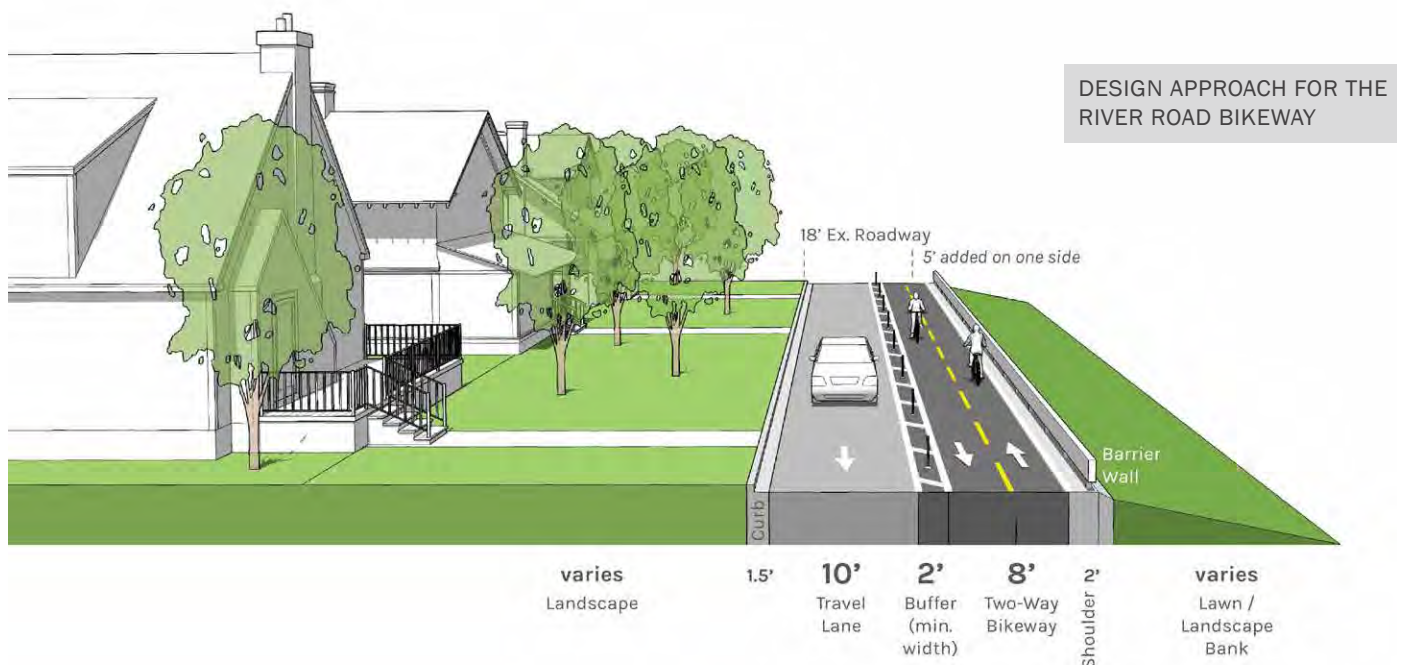 DESIGN APPROACH FOR THE
RIVER ROAD BIKEWAY
18’ Ex. Roadway
5’ added on one side
Barrier
Wall
Curb
varies
Landscape
1.5’
10’
Travel
Lane
2’
Buffer
(min.
width)
8’
Two-Way
Bikeway
Shoulder 2’
varies
Lawn /
Landscape
Bank